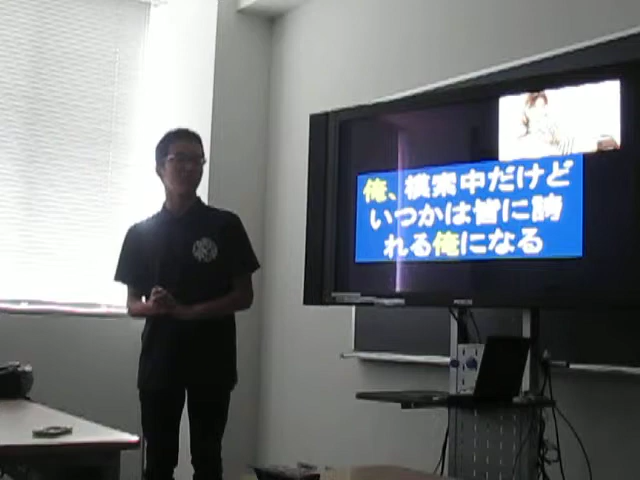 俺、模索中だけど
いつかは皆に誇
れる俺になる